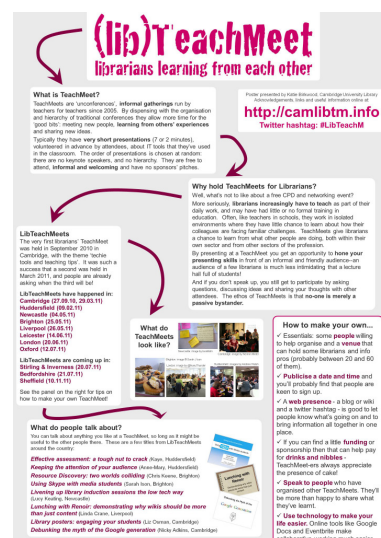 (lib)TeachMeet
librarians learning from each other
What is TeachMeet?
TeachMeets are 'unconferences', informal gatherings run by
teachers for teachers since 2005. By dispensing with the organisation
and hierarchy of traditional conferences they allow more time for the
'good bits': meeting new people, learning from others' experiences
and sharing new ideas.
Typically they have very short presentations (7 or 2 minutes),
volunteered in advance by attendees, about IT tools that they've used
in the classroom. The order of presentations is chosen at random:
there are no keynote speakers, and no hierarchy. They are free to
attend, informal and welcoming and have no sponsors' pitches.
Poster presented by Katie Birkwood, Cambridge University Library
Acknowledgements, links and useful information online at
http://camlibtm.info
Twitter hashtag: #LibTeachM
Why hold TeachMeets for Librarians?
Well, what's not to like about a free CPD and networking event?
More seriously, librarians increasingly have to teach as part of their
daily work, and may have had little or no formal training in
education. Often, like teachers in schools, they work in isolated
environments where they have little chance to learn about how their
colleagues are facing familiar challenges. TeachMeets give librarians
a chance to learn from what other people are doing, both within their
own sector and from other sectors of the profession.
By presenting at a TeachMeet you get an opportunity to hone your
presenting skills in front of an informal and friendly audience–an
audience of a few librarians is much less intimidating that a lecture
hall full of students!
And if you don't speak up, you still get to participate by asking
questions, discussing ideas and sharing your thoughts with other
attendees. The ethos of TeachMeets is that no-one is merely a
passive bystander.
LibTeachMeets
The very first librarians' TeachMeet
was held in September 2010 in
Cambridge, with the theme 'techie
tools and teaching tips'. It was such a
success that a second was held in
March 2011, and people are already
asking when the third will be!
LibTeachMeets have happened in:
Cambridge (27.09.10, 29.03.11)
Huddersfield (09.02.11)
Newcastle (04.05.11)
Brighton (25.05.11)
Liverpool (26.05.11)
Leicester (14.06.11)
London (20.06.11)
Oxford (12.07.11)
LibTeachMeets are coming up in:
Stirling & Inverness (20.07.11)
Bedfordshire (21.07.11)
Sheffield (10.11.11)
See the panel on the right for tips on
how to make your own TeachMeet!
What do
TeachMeets
look like?
How to make your own...
✓ Essentials: some people willing
to help organise and a venue that
can hold some librarians and info
pros (probably between 20 and 60
of them).
✓ Publicise a date and time and
you'll probably find that people are
keen to sign up.
✓ A web presence - a blog or wiki
and a twitter hashtag - is good to let
people know what's going on and to
bring information all together in one
place.
✓ If you can find a little funding or
sponsorship then that can help pay
for drinks and nibbles -
TeachMeet-ers always appreciate
the presence of cake!
✓ Speak to people who have
organised other TeachMeets. They'll
be more than happy to share what
they've learnt.
✓ Use technology to make your
life easier. Online tools like Google
Docs and Eventbrite make
What do people talk about?
You can talk about anything you like at a TeachMeet, so long as it might be
useful to the other people there. These are a few titles from LibTeachMeets
around the country:
Effective assessment: a tough nut to crack (Kaye, Huddersfield)
Keeping the attention of your audience (Anne-Mary, Huddersfield)
Resource Discovery: two worlds colliding (Chris Keene, Brighton)
Using Skype with media students (Sarah Ison, Brighton)
Livening up library induction sessions the low tech way
(Lucy Keating, Newcastle)
Lunching with Renoir: demonstrating why wikis should be more
than just content (Linda Crane, Liverpool)
Library posters: engaging your students (Liz Osman, Cambridge)
Debunking the myth of the Google generation (Nicky Adkins, Cambridge)